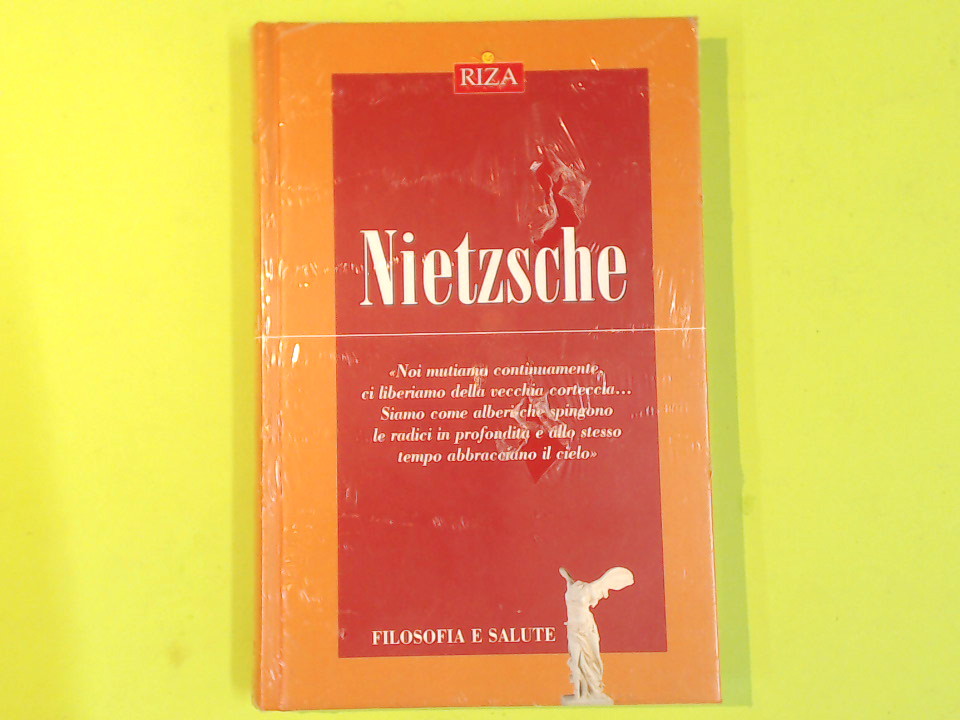 RIZA
Nietzsche
«Noi mutiamo continuamente,
ci liberiamo della vecchia corteccia...
Siamo come alberi che spingono
le radici in profondità e allo stesso
tempo abbracciano il cielo»
FILOSOFIA E SALUTE